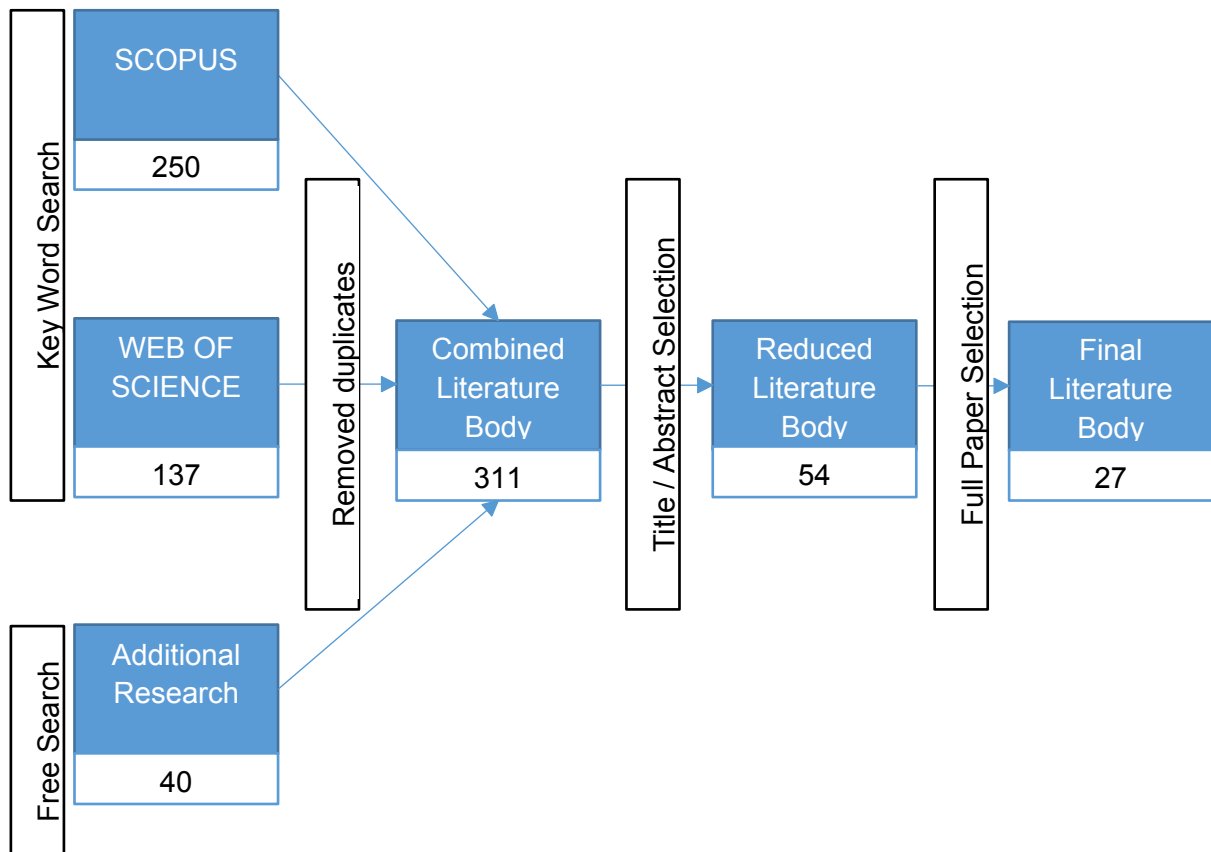 Key Word Search
SCOPUS
250
WEB OF
SCIENCE
137
Free Search
Additional
Research
40
Removed duplicates
Combined
Literature
Body
311
Title / Abstract Selection
Reduced
Literature
Body
54
Full Paper Selection
Final
Literature
Body
27